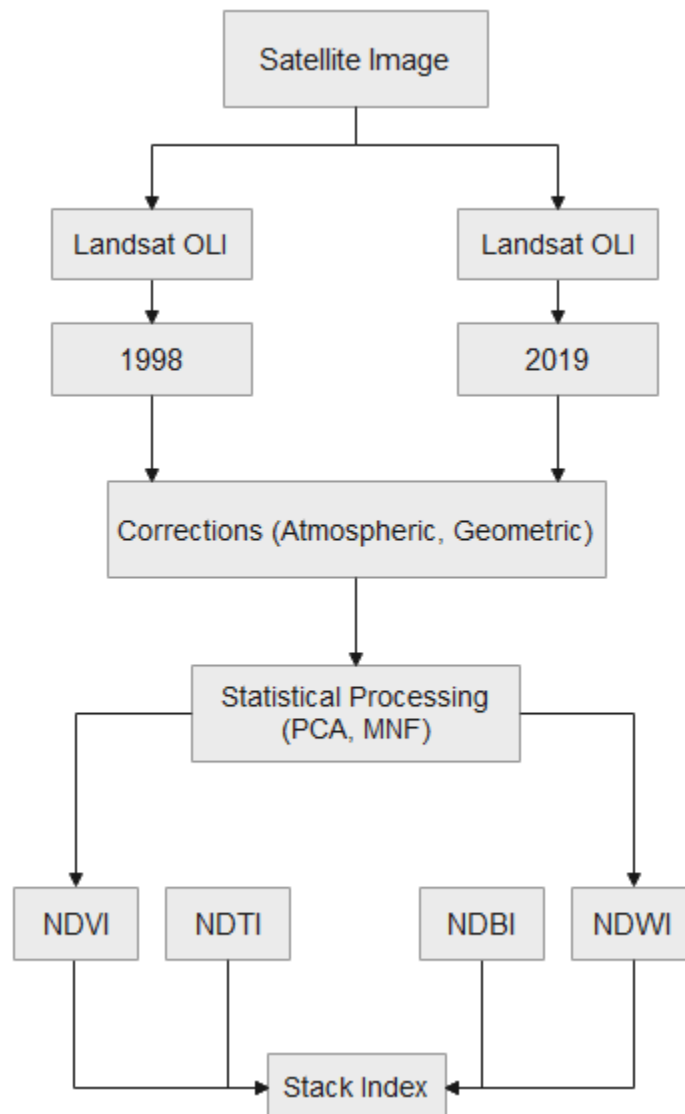 Satellite Image
Landsat OLI
Landsat OLI
1998
2019
Corrections (Atmospheric, Geometric)
Statistical Processing
(PCA, MNF)
NDVI
NDTI
NDBI
NDWI
Stack Index